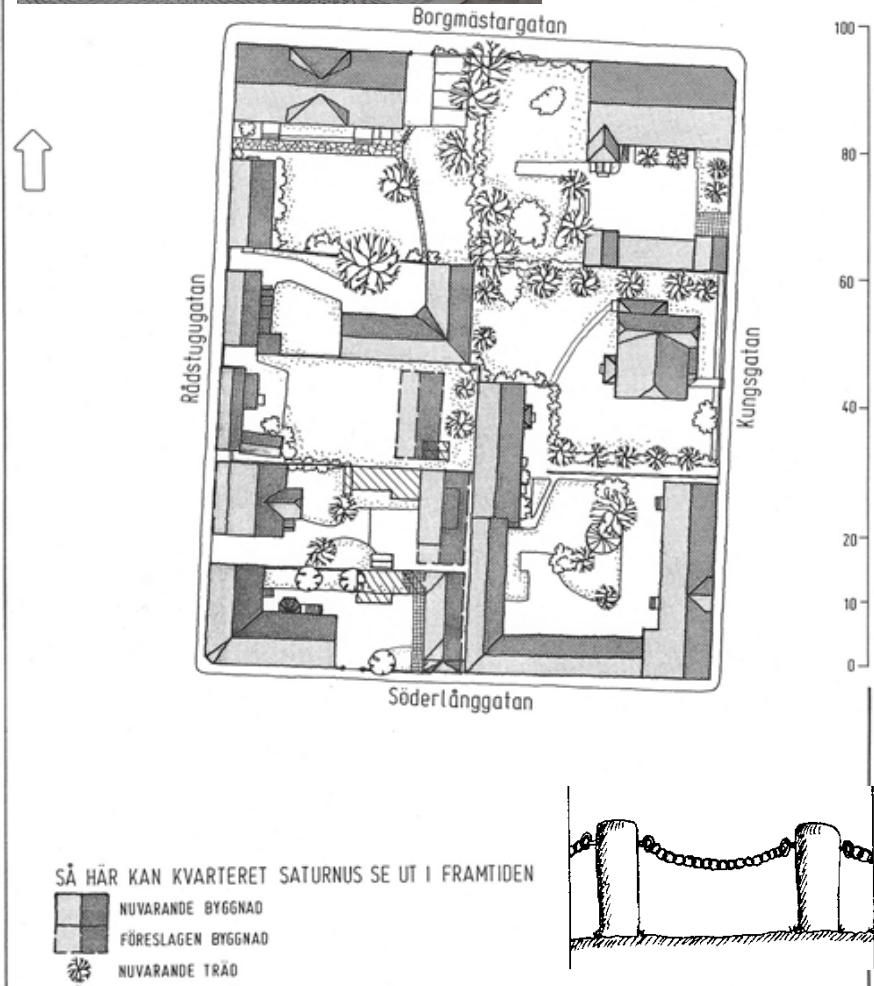 Borgmästargatan
100
80
Rådstugugatan
60
Kungsgatan
40
20
10
0
Söderlånggatan
SÅ HÄR KAN KVARTERET SATURNUS SE UT I FRAMTIDEN
NUVARANDE BYGGNAD
FÖRESLAGEN BYGGNAD
NUVARANDE TRÄD